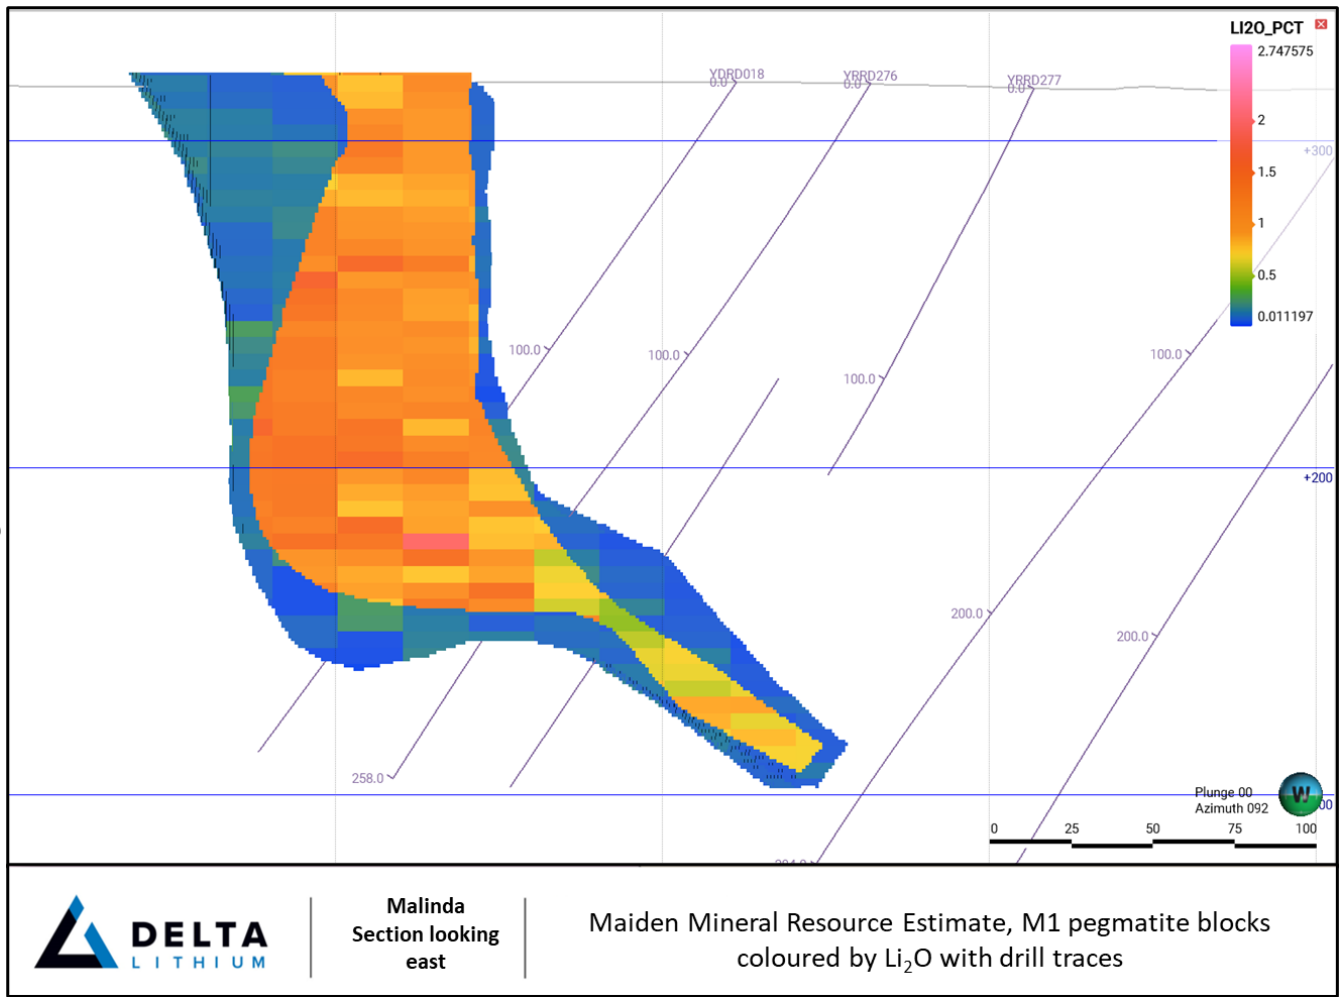 LI2O_PCT
2.747575
2
1.5
1
0.5
0.011197
YDRD018
YRRD276
YRRD277
0.0
0.0
0.0
+300
100.0
100.0
100.0
100.0
+200
200.0
200.0
258.0
Plunge 00
Azimuth 092
W
0 25 50 75 100
DELTA
LITHIUM
Malinda
Section looking
east
Maiden Mineral Resource Estimate, M1 pegmatite blocks
coloured by Li₂O with drill traces